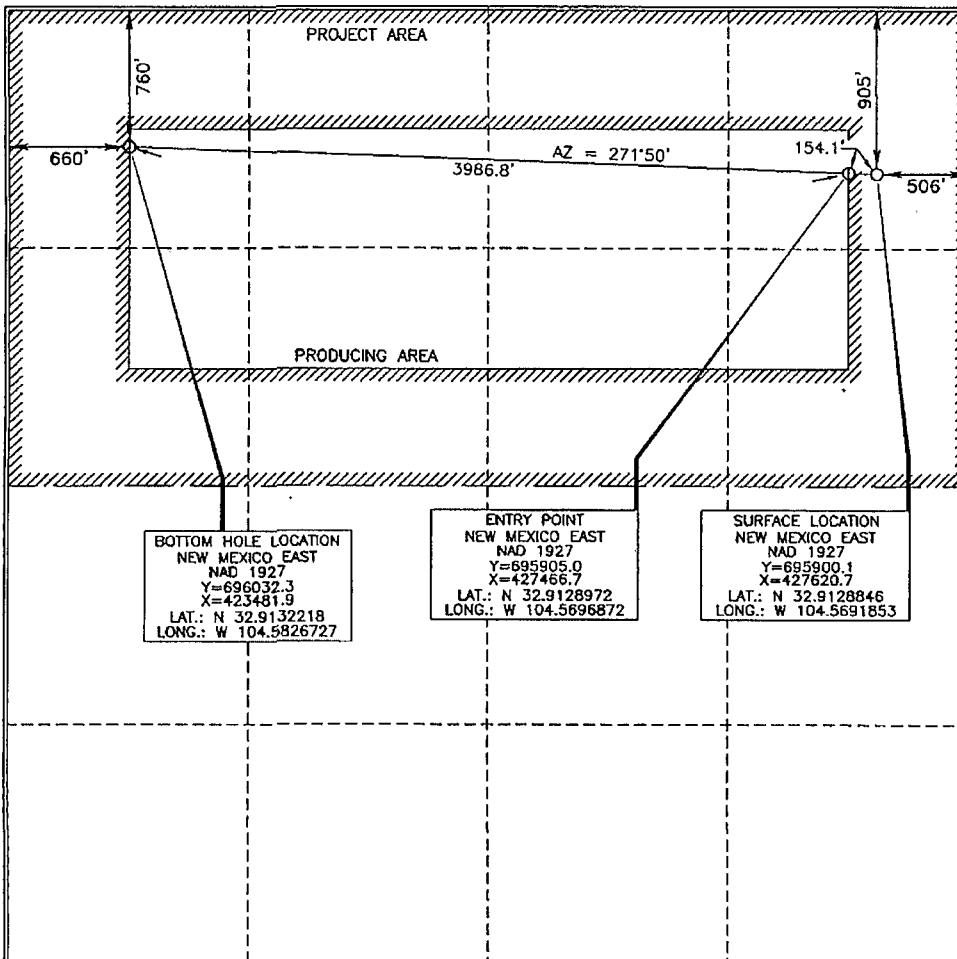 PROJECT AREA
760'
905'
660'
AZ = 271°50'
3986.8'
154.1'
506'
PRODUCING AREA
BOTTOM HOLE LOCATION
NEW MEXICO EAST
NAD 1927
Y=696032.3
X=423481.9
LAT.: N 32.9132218
LONG.: W 104.5826727
ENTRY POINT
NEW MEXICO EAST
NAD 1927
Y=695905.0
X=427466.7
LAT.: N 32.9128972
LONG.: W 104.5696872
SURFACE LOCATION
NEW MEXICO EAST
NAD 1927
Y=695900.1
X=427620.7
LAT.: N 32.9128846
LONG.: W 104.5691853